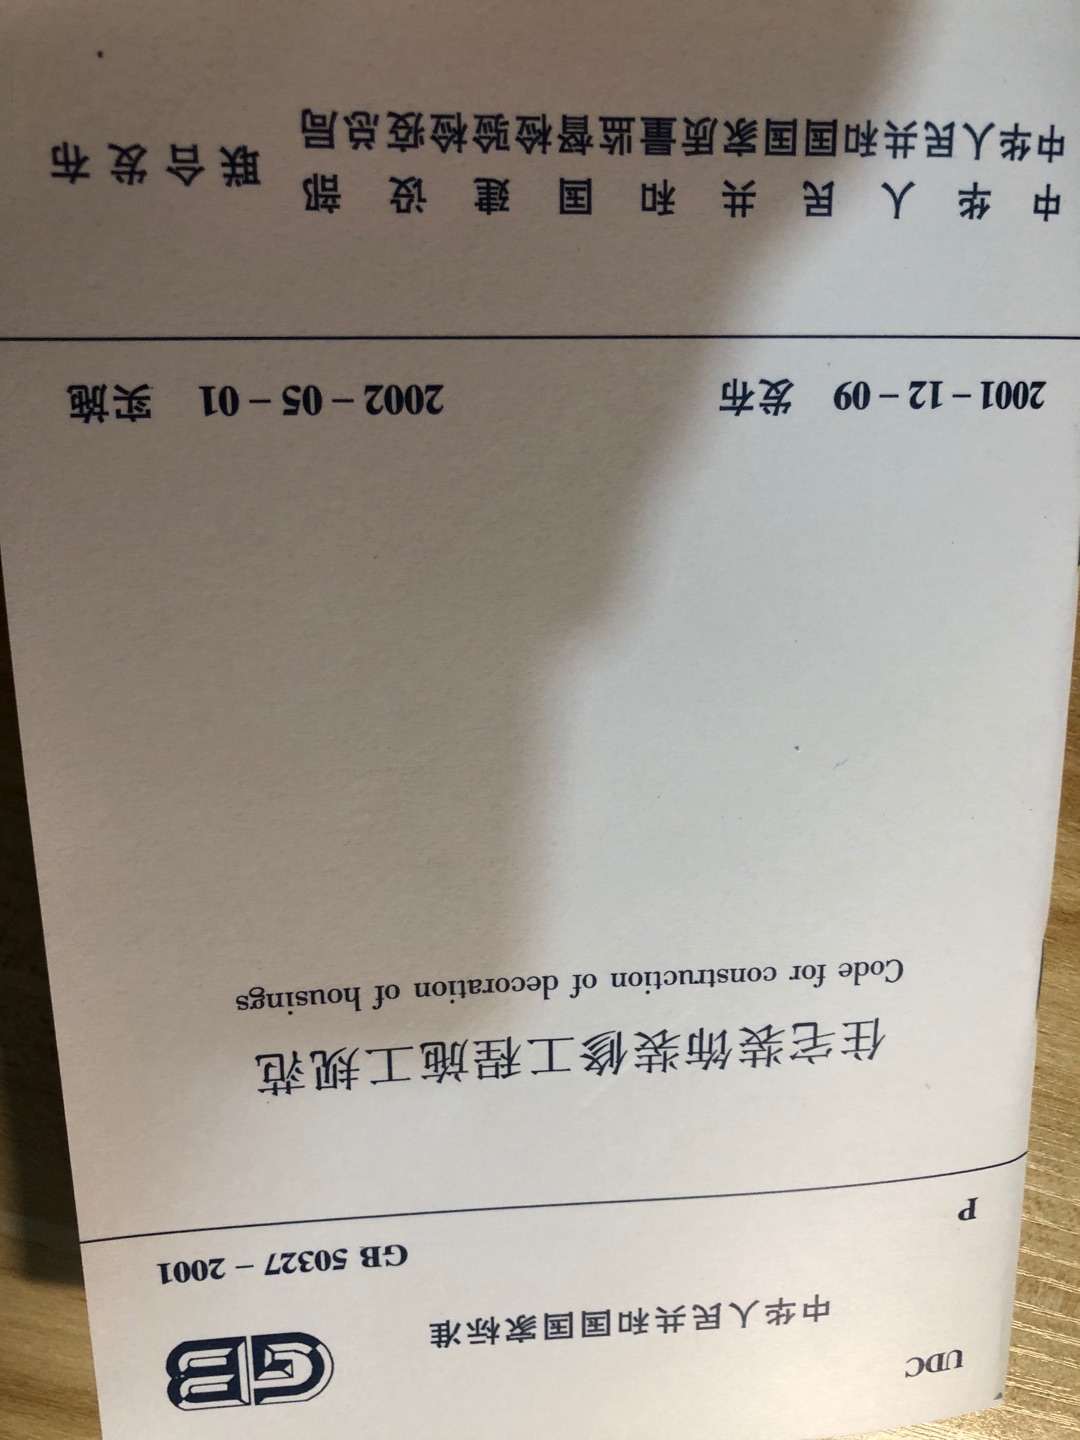 UDC
GB
中华人民共和国国家标准
P
GB 50327－2001
住宅装饰装修工程施工规范
Code for construction of decoration of housings
2001－12－09 发布
2002－05－01 实施
中华人民共和国建设部
中华人民共和国国家质量监督检验检疫总局
联合发布